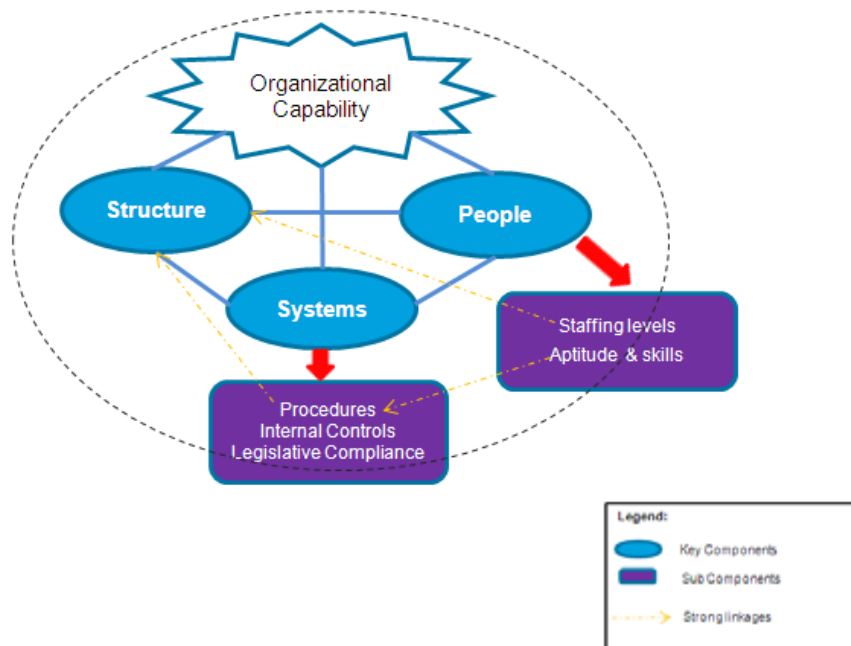 Organizational
Capability
Structure
People
Systems
Staffing levels
Aptitude & skills
Procedures
Internal Controls
Legislative Compliance
Legend:
Key Components
Sub Components
Strong linkages